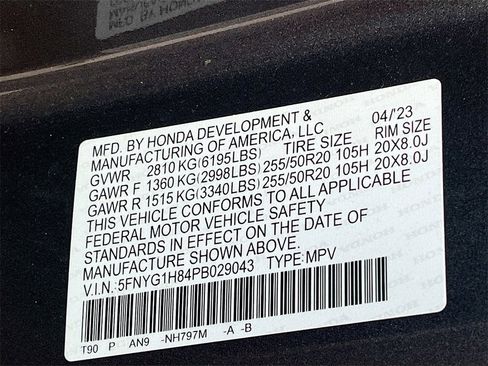 MFD. BY HONDA DEVELOPMENT & 04/'23
MANUFACTURING OF AMERICA, LLC
GVWR 2810 KG(6195LBS) TIRE SIZE RIM SIZE
GAWR F 1360 KG(2998LBS) 255/50R20 105H 20X8.0J
GAWR R 1515 KG(3340LBS) 255/50R20 105H 20X8.0J
THIS VEHICLE CONFORMS TO ALL APPLICABLE
FEDERAL MOTOR VEHICLE SAFETY
STANDARDS IN EFFECT ON THE DATE OF
MANUFACTURE SHOWN ABOVE.
V.I.N.: 5FNYG1H84PB029043 TYPE: MPV
T90 P AN9 -NH797M -A -B